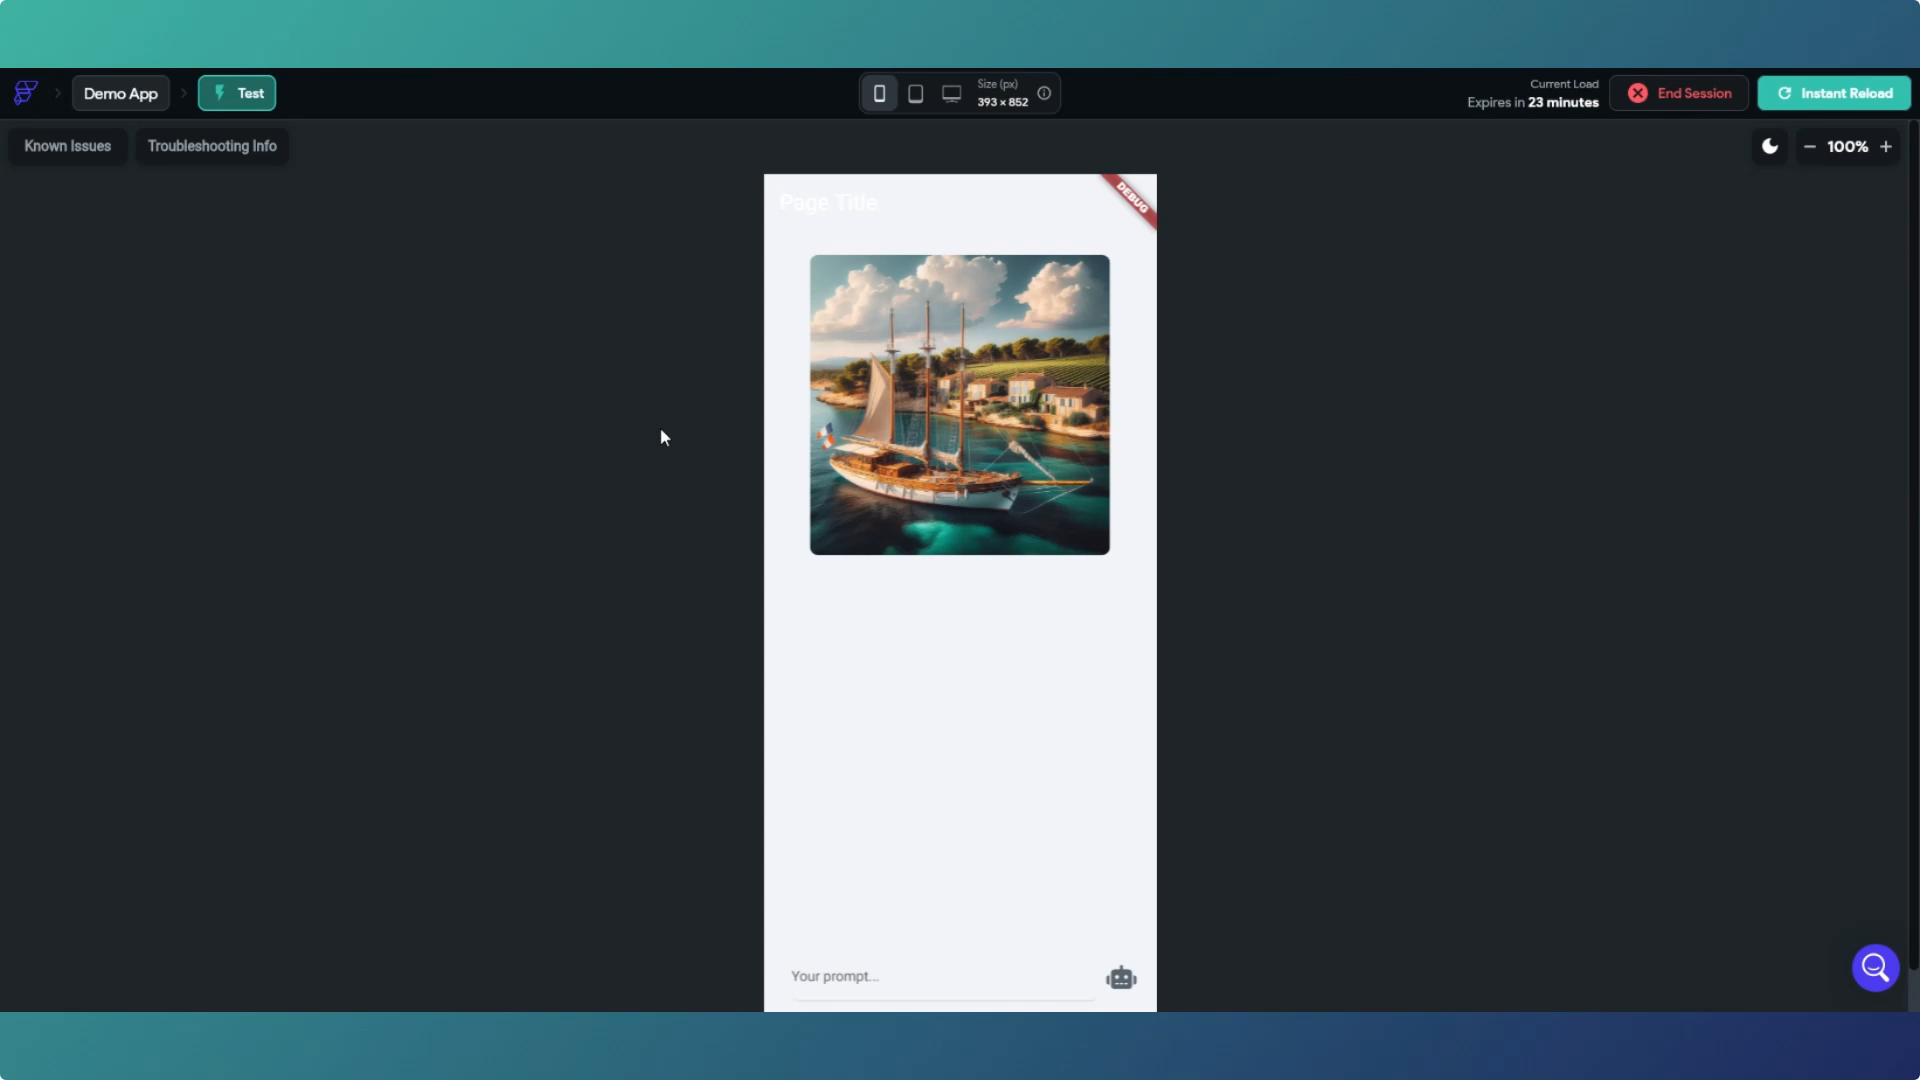 Demo App
Test
Size (px)
393 × 852
Current Load
Expires in 23 minutes
End Session
Instant Reload
Known Issues
Troubleshooting Info
100%
Page Title
DEBUG
Your prompt...